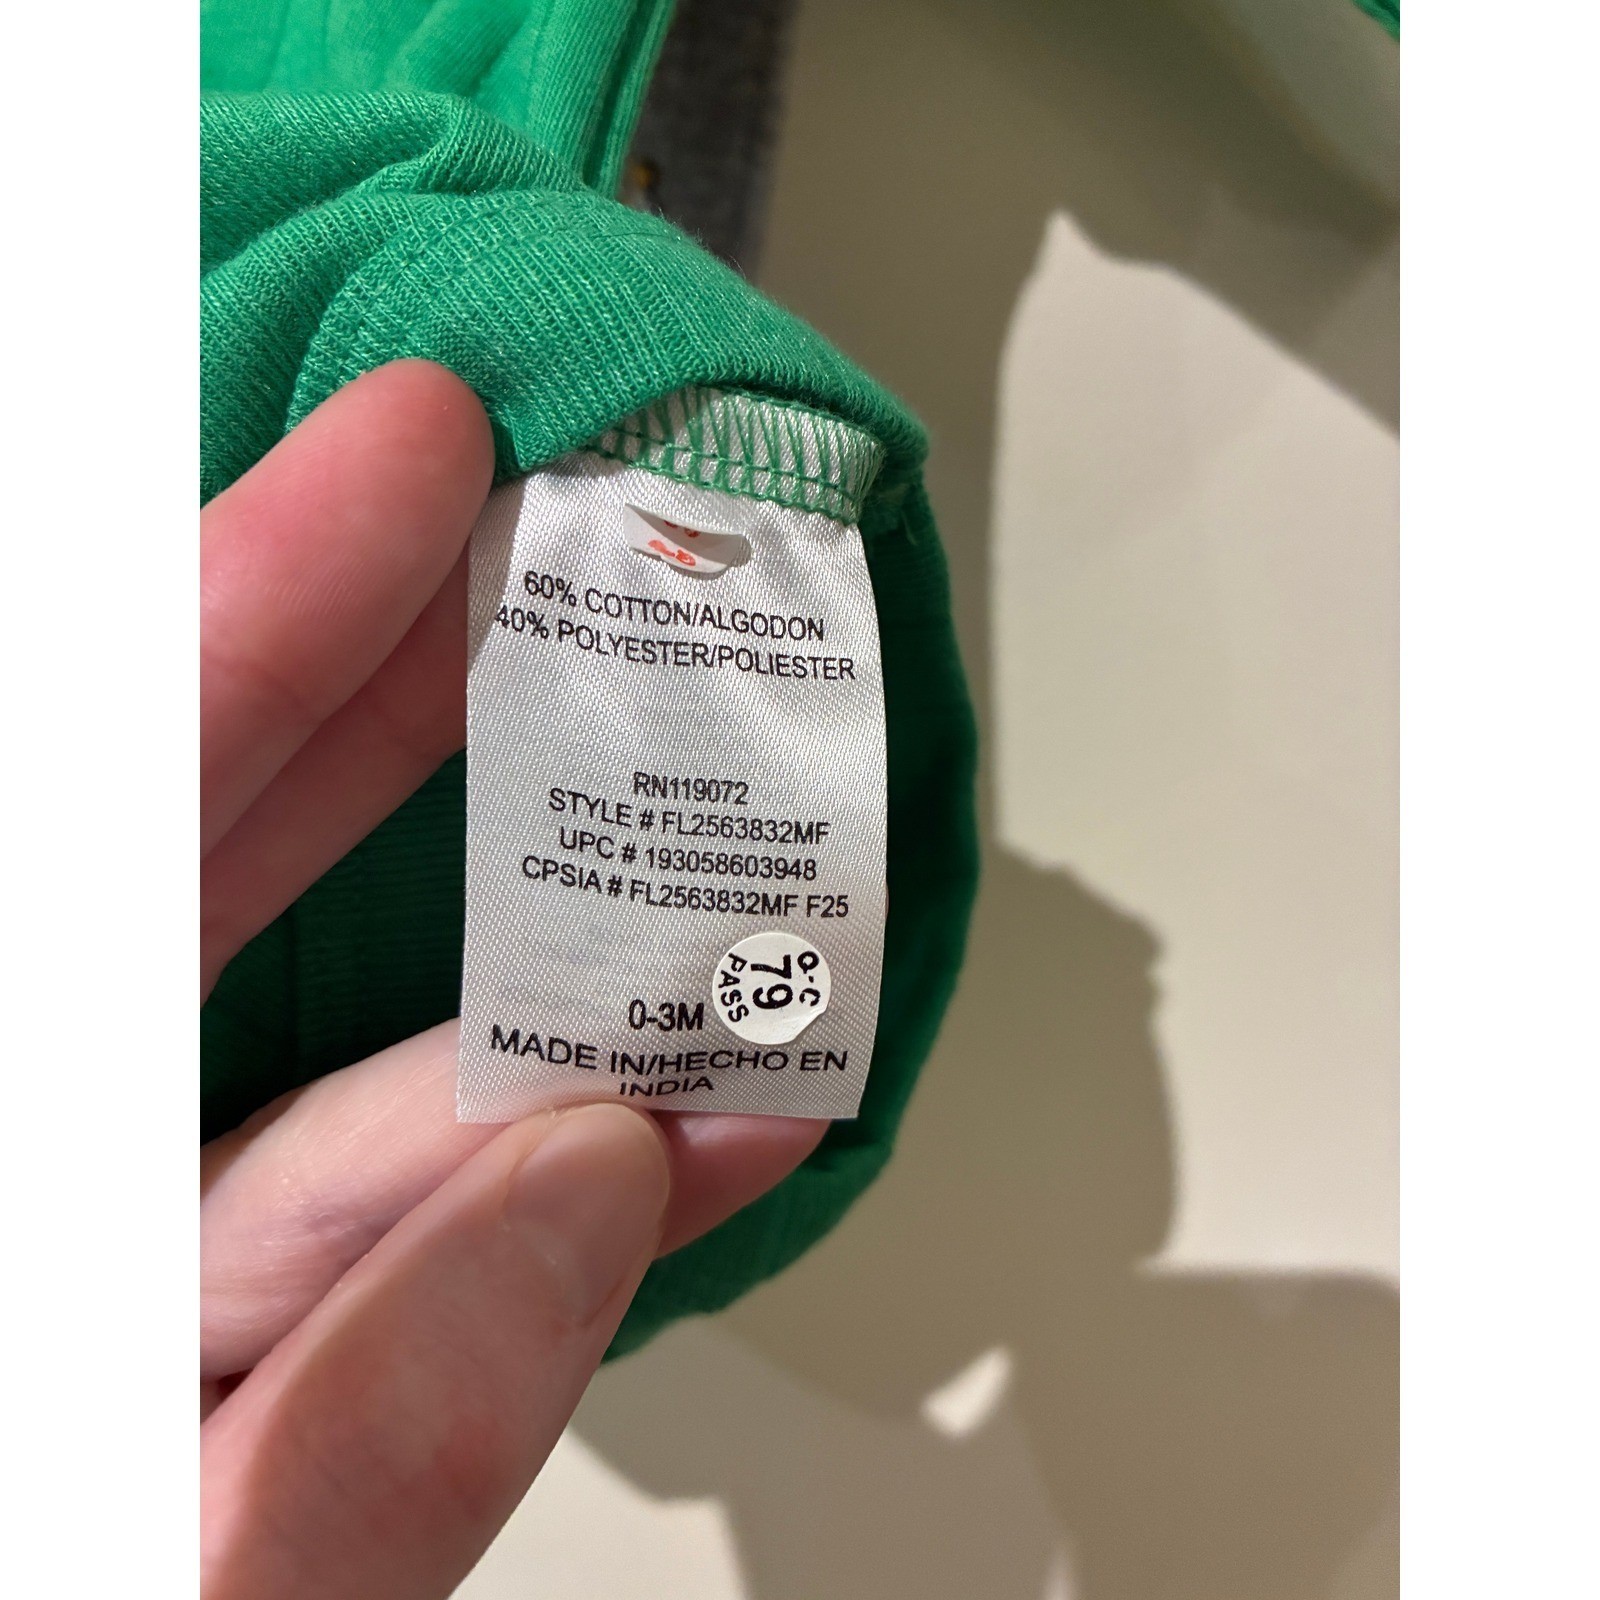 60% COTTON/ALGODON
40% POLYESTER/POLIESTER
RN119072
STYLE # FL2563832MF
UPC # 193058603948
CPSIA # FL2563832MF F25
Q-C
79
PASS
0-3M
MADE IN/HECHO EN
INDIA